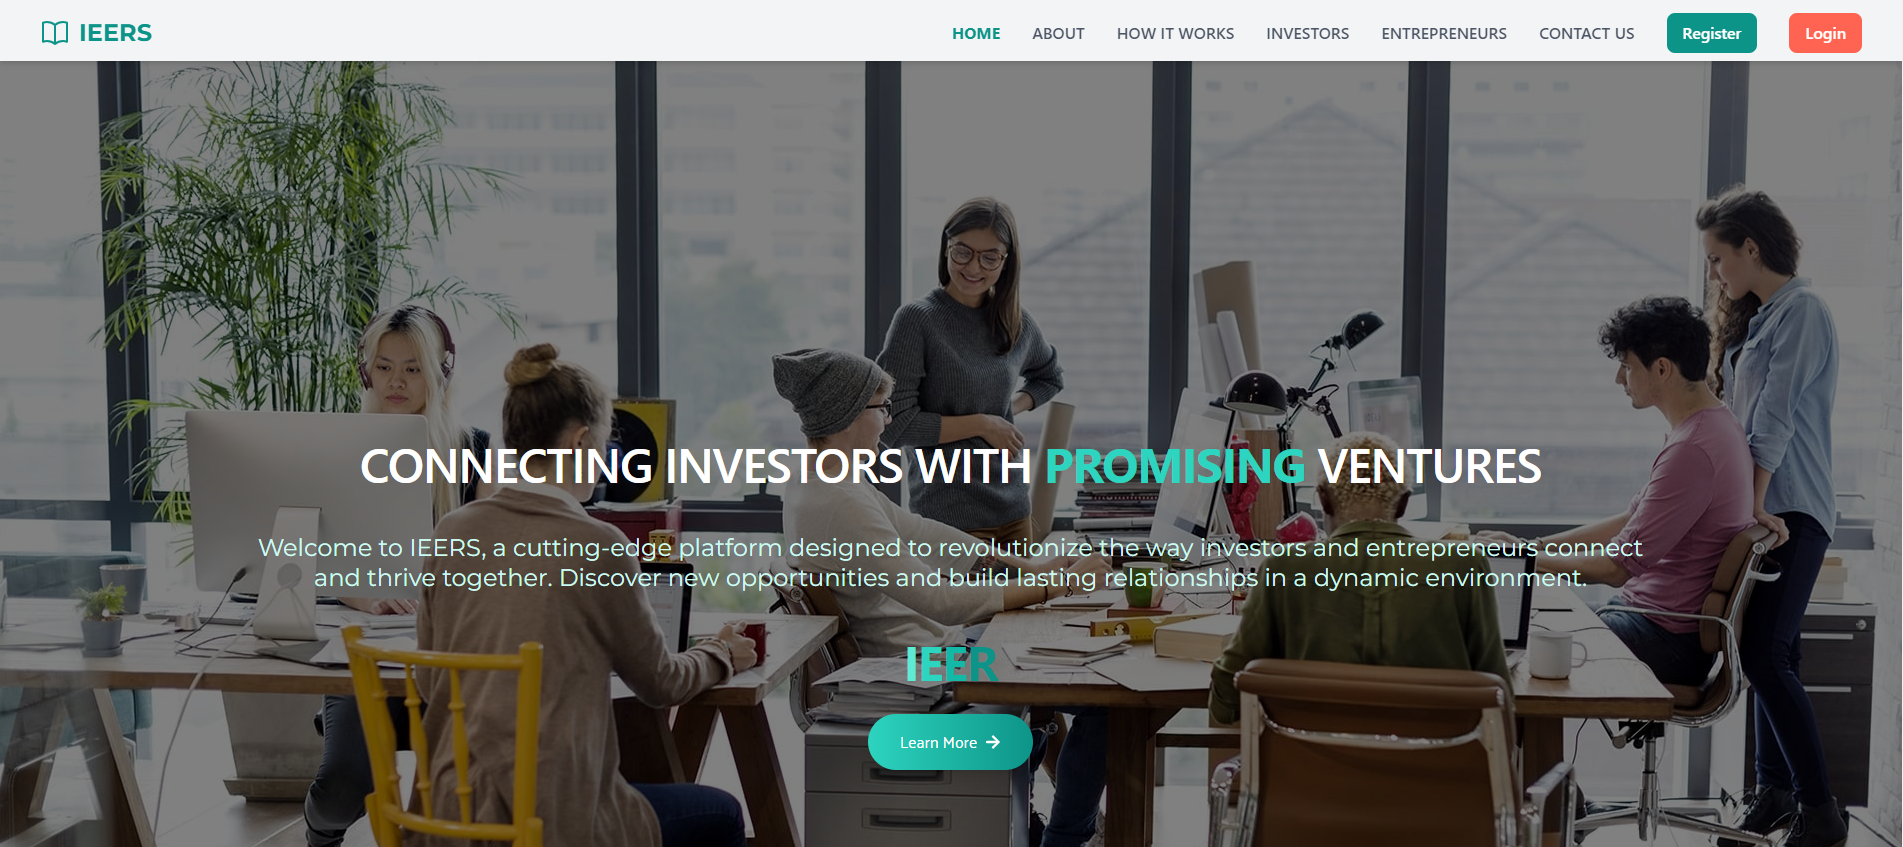 IEERS
HOME ABOUT HOW IT WORKS INVESTORS ENTREPRENEURS CONTACT US Register Login
CONNECTING INVESTORS WITH PROMISING VENTURES
Welcome to IEERS, a cutting-edge platform designed to revolutionize the way investors and entrepreneurs connect
and thrive together. Discover new opportunities and build lasting relationships in a dynamic environment.
IEER
Learn More